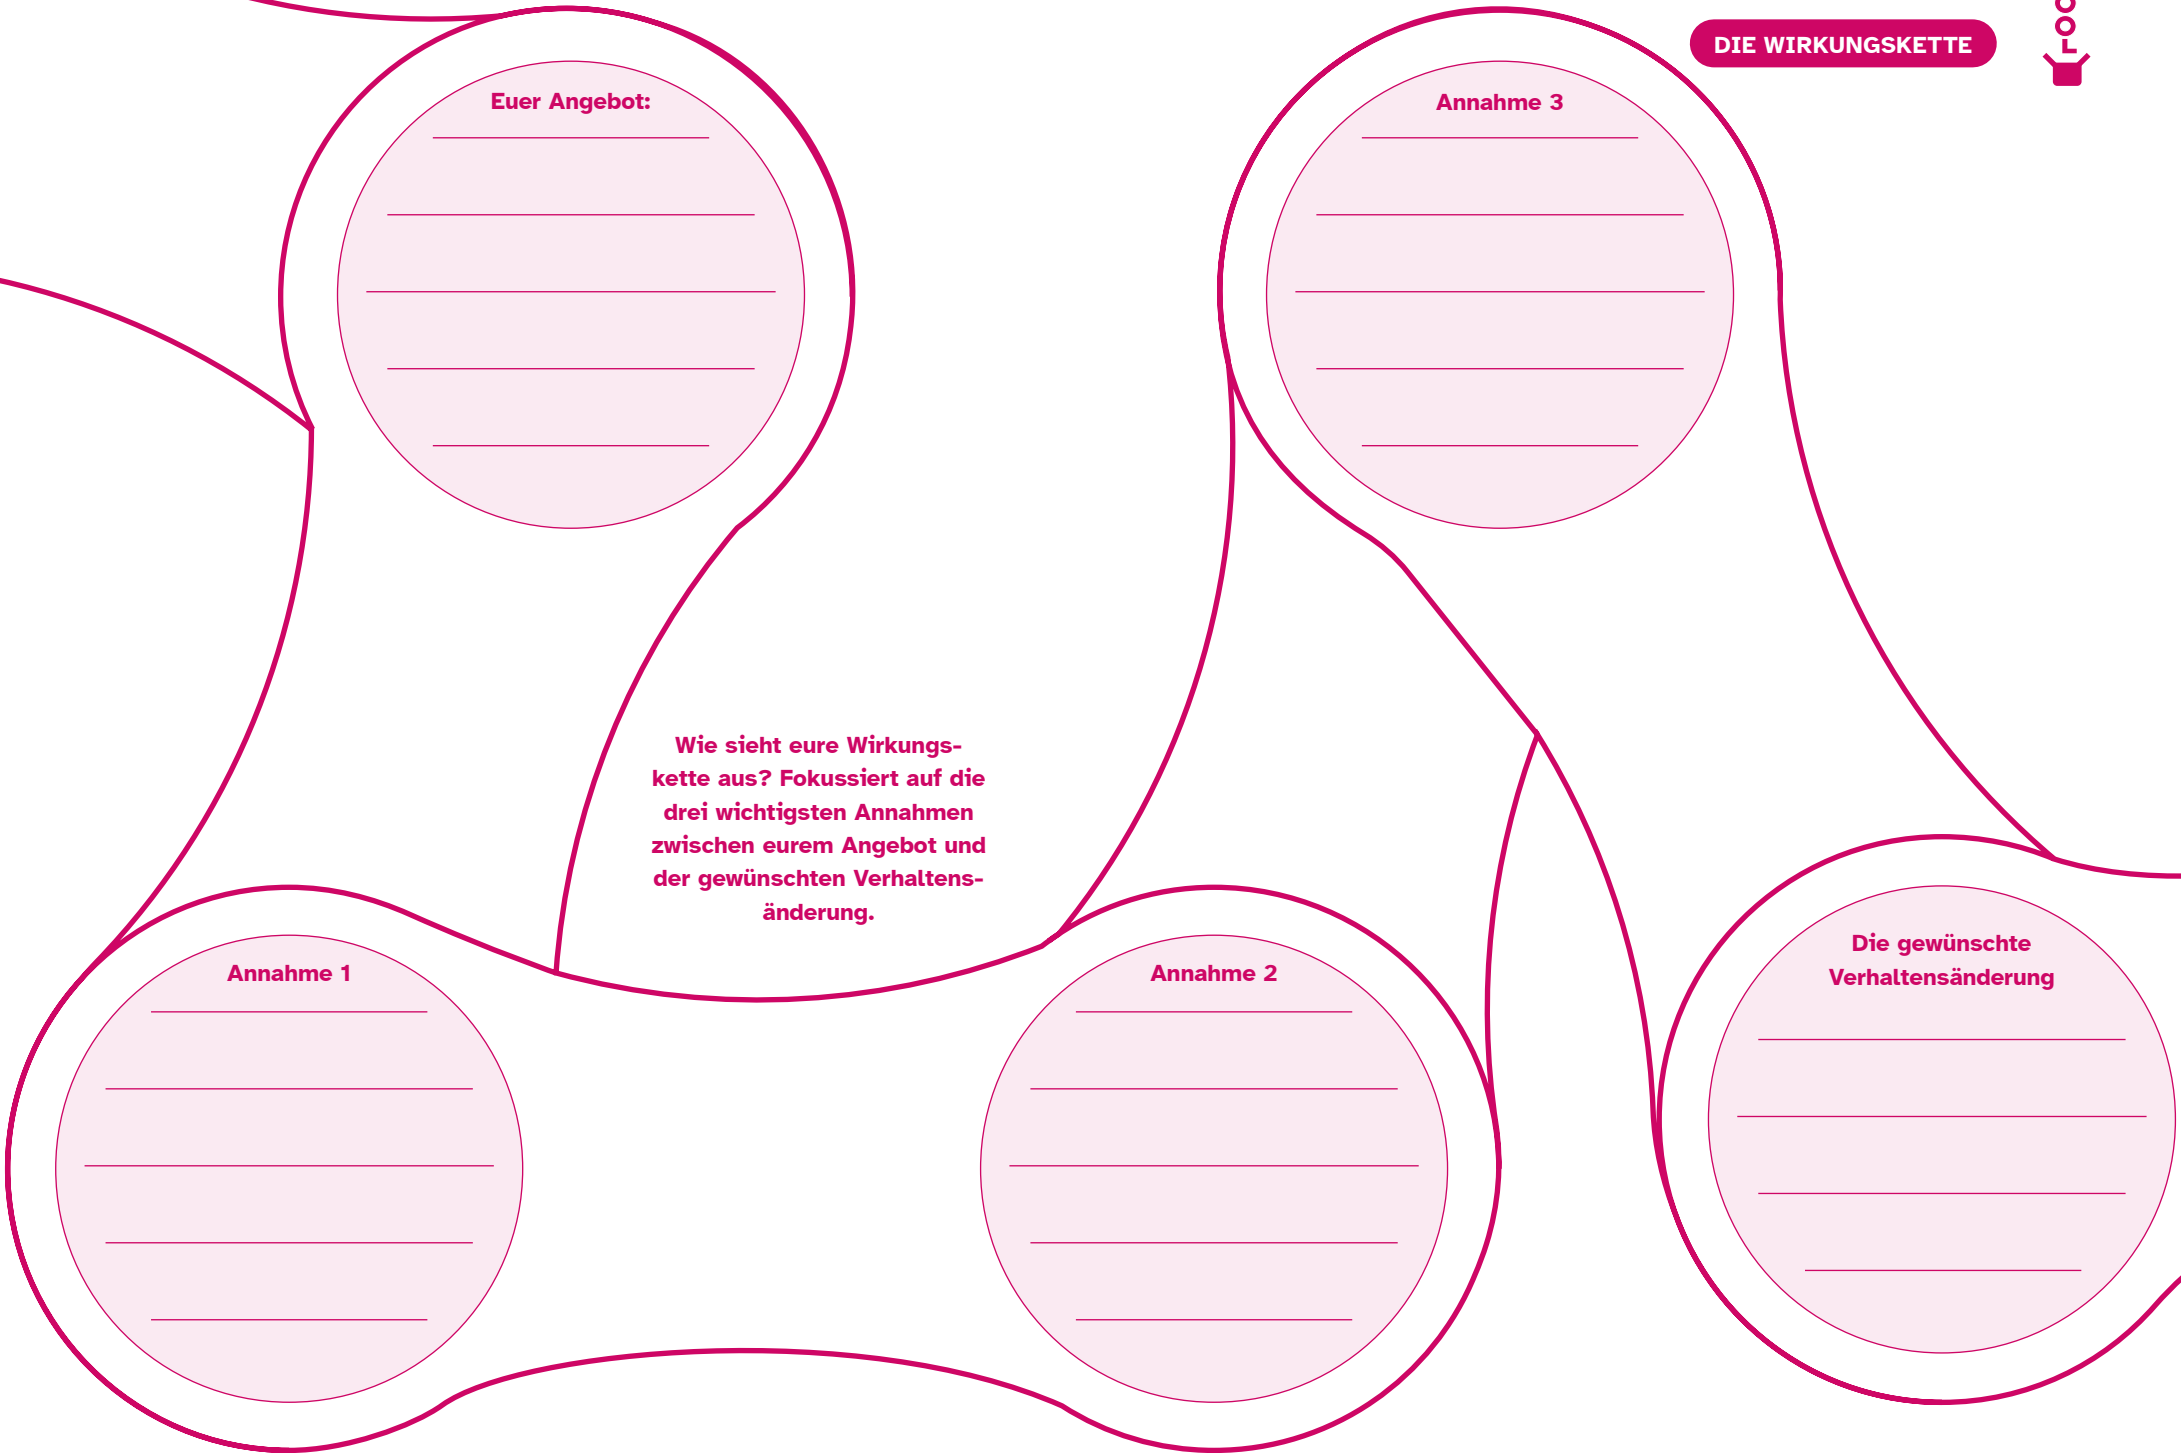 DIE WIRKUNGSKETTE
Euer Angebot:
Annahme 3
Wie sieht eure Wirkungs-
kette aus? Fokussiert auf die
drei wichtigsten Annahmen
zwischen eurem Angebot und
der gewünschten Verhaltens-
änderung.
Annahme 1
Annahme 2
Die gewünschte
Verhaltensänderung